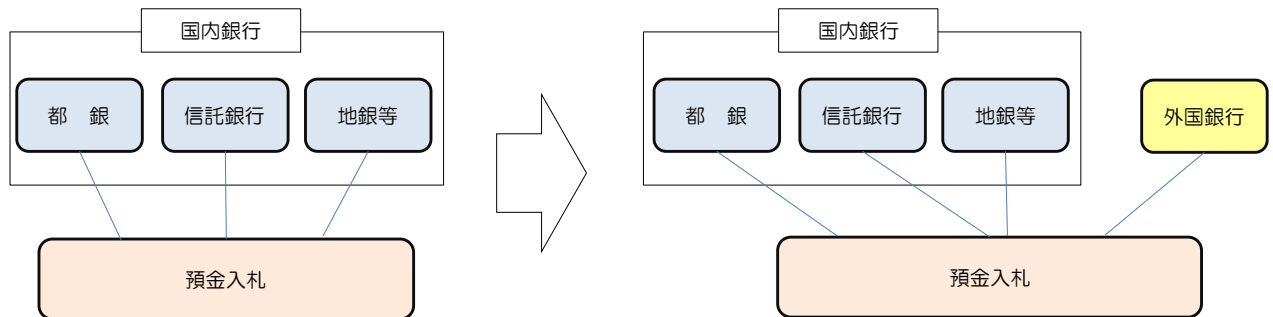 国内銀行
都　銀
信託銀行
地銀等
預金入札
国内銀行
都　銀
信託銀行
地銀等
外国銀行
預金入札